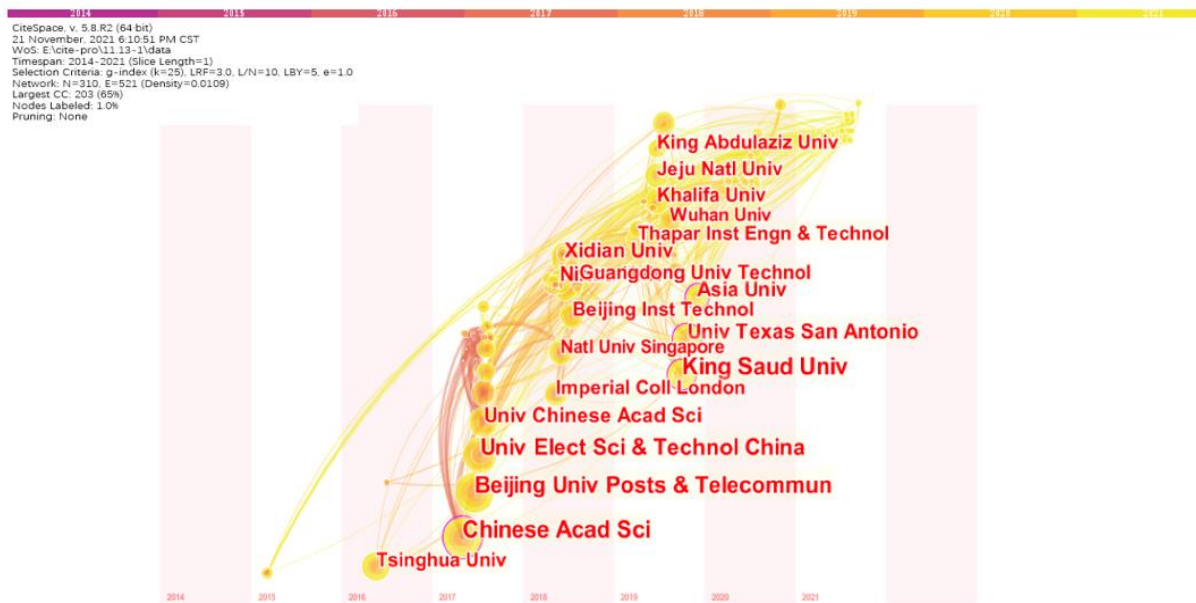 2014 2015 2016 2017 2018 2019 2020 2021
CiteSpace, v. 5.8.R2 (64-bit)
21 November, 2021 6:10:51 PM CST
WoS: E:\cite-pro\11.13-1\data
Timespan: 2014-2021 (Slice Length=1)
Selection Criteria: g-index (k=25), LRF=3.0, L/N=10, LBY=5, e=1.0
Network: N=310, E=521 (Density=0.0109)
Largest CC: 203 (65%)
Nodes Labeled: 1.0%
Pruning: None
King Abdulaziz Univ
Jeju Natl Univ
Khalifa Univ
Wuhan Univ
Thapar Inst Engn & Technol
Xidian Univ
Ni
Guangdong Univ Technol
Asia Univ
Beijing Inst Technol
Univ Texas San Antonio
Natl Univ Singapore
King Saud Univ
Imperial Coll London
Univ Chinese Acad Sci
Univ Elect Sci & Technol China
Beijing Univ Posts & Telecommun
Chinese Acad Sci
Tsinghua Univ
2014 2015 2016 2017 2018 2019 2020 2021